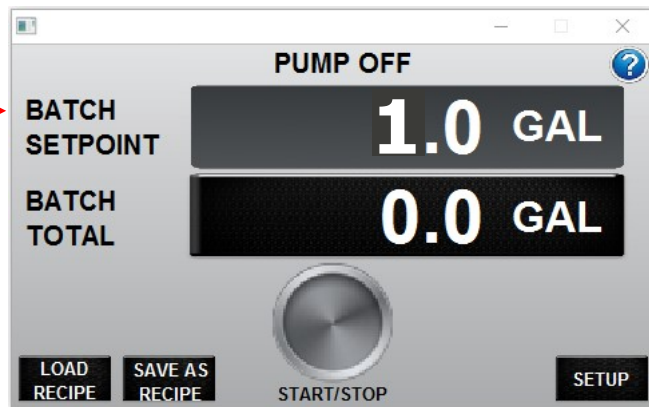 PUMP OFF
?
BATCH
SETPOINT
1.0 GAL
BATCH
TOTAL
0.0 GAL
LOAD
RECIPE
SAVE AS
RECIPE
START/STOP
SETUP